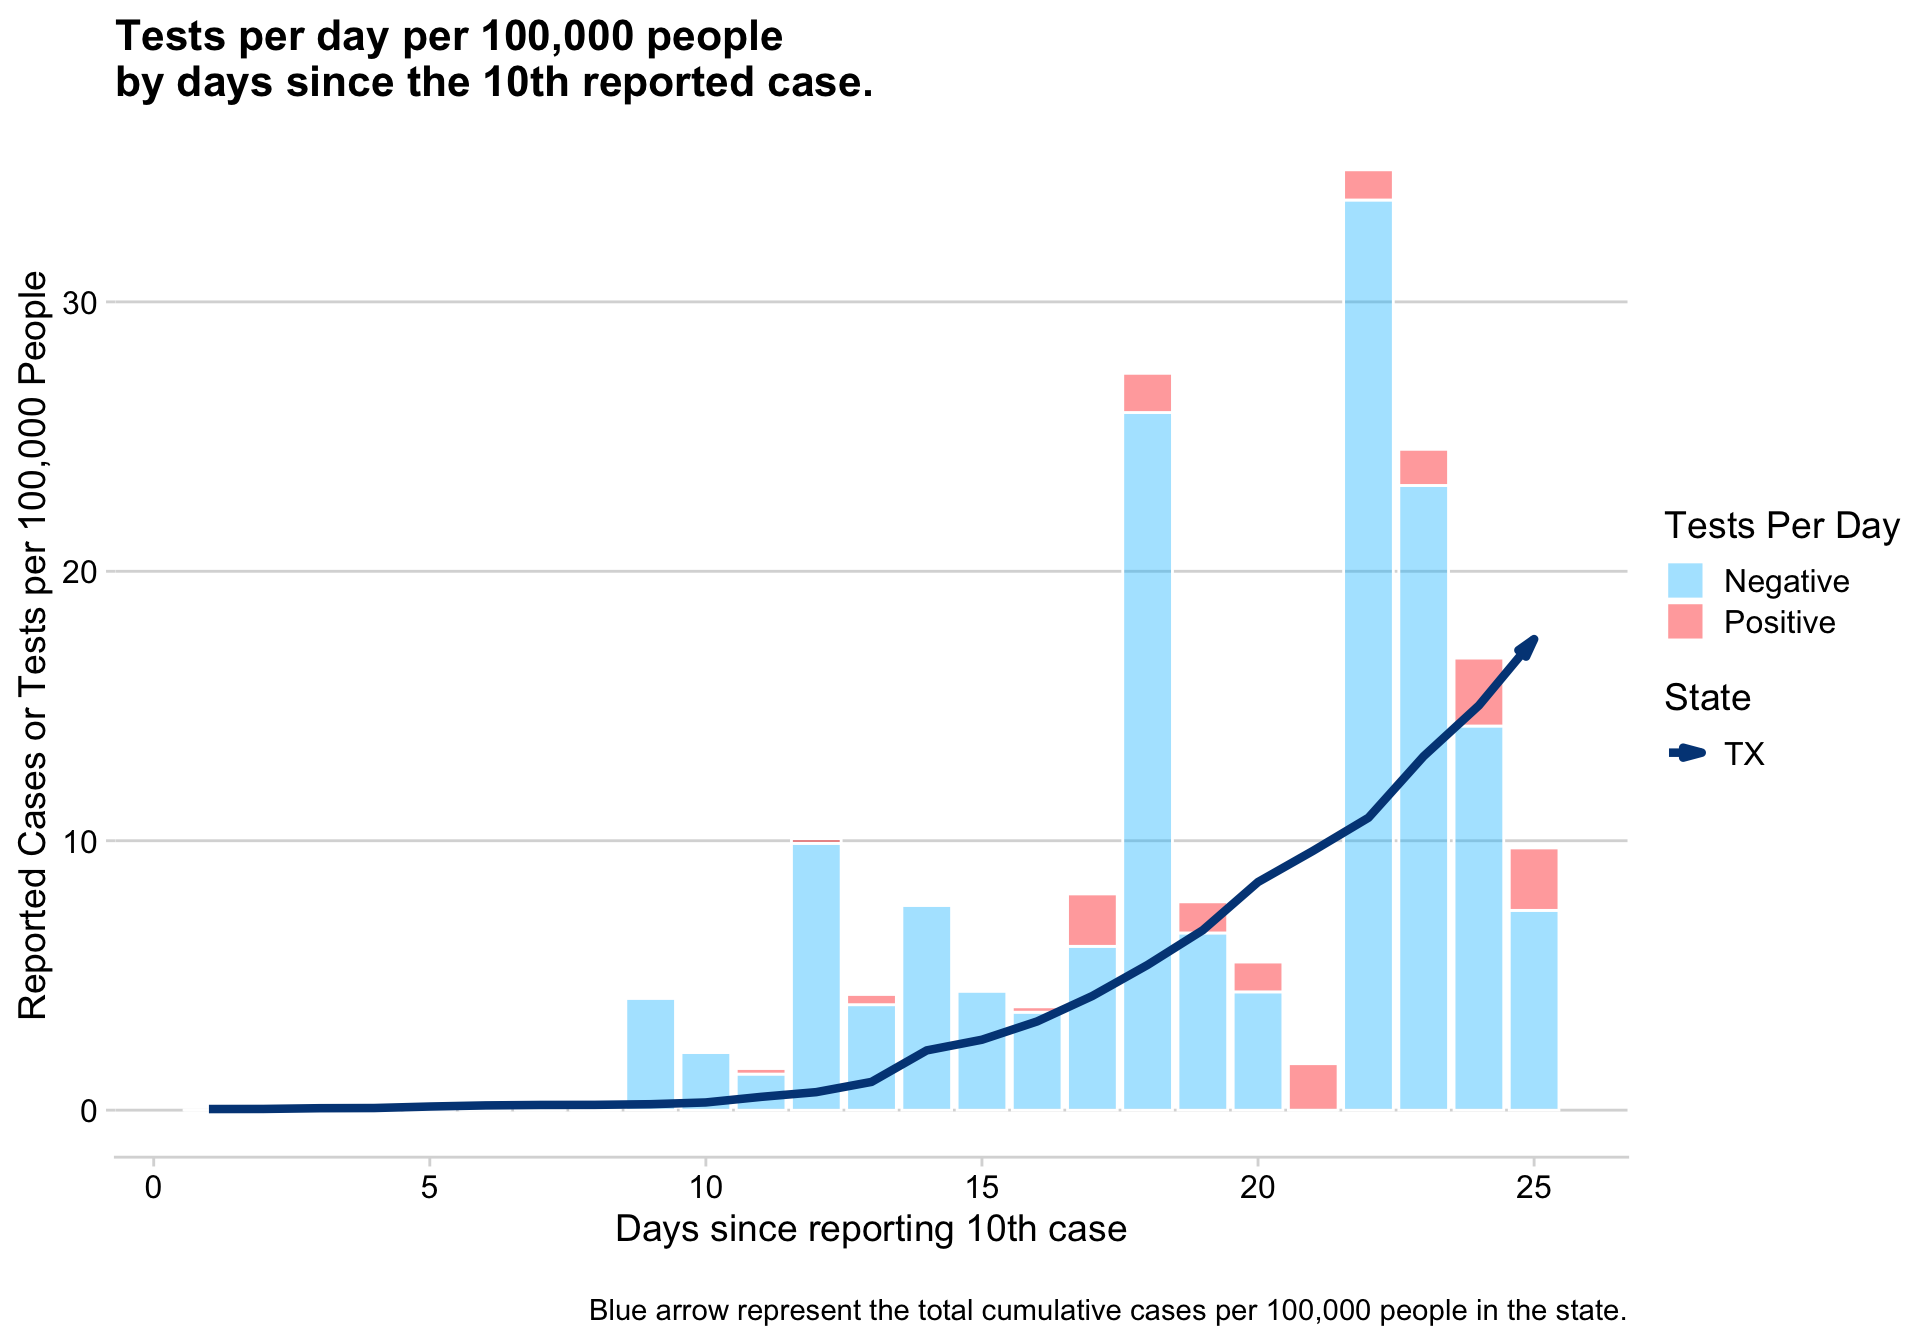 Tests per day per 100,000 people
by days since the 10th reported case.
Reported Cases or Tests per 100,000 People
30
20
10
0
0
5
10
15
20
25
Days since reporting 10th case
Tests Per Day
Negative
Positive
State
TX
Blue arrow represent the total cumulative cases per 100,000 people in the state.